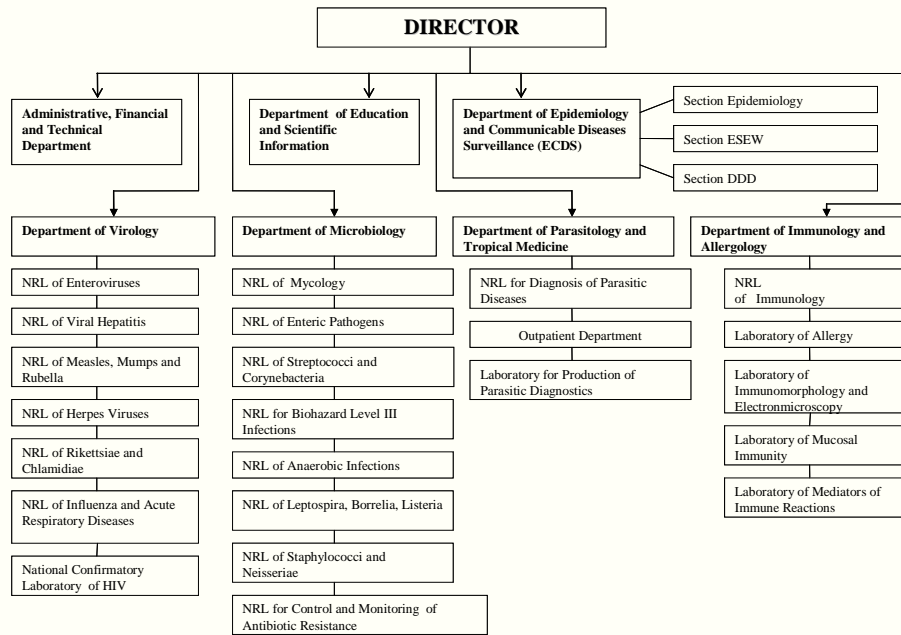 DIRECTOR
Administrative, Financial
and Technical
Department
Department of Education
and Scientific
Information
Department of Epidemiology
and Communicable Diseases
Surveillance (ECDS)
Section Epidemiology
Section ESEW
Section DDD
Department of Virology
NRL of Enteroviruses
NRL of Viral Hepatitis
NRL of Measles, Mumps and
Rubella
NRL of Herpes Viruses
NRL of Rikettsiae and
Chlamidiae
NRL of Influenza and Acute
Respiratory Diseases
National Confirmatory
Laboratory of HIV
Department of Microbiology
NRL of Mycology
NRL of Enteric Pathogens
NRL of Streptococci and
Corynebacteria
NRL for Biohazard Level III
Infections
NRL of Anaerobic Infections
NRL of Leptospira, Borrelia, Listeria
NRL of Staphylococci and
Neisseriae
NRL for Control and Monitoring of
Antibiotic Resistance
Department of Parasitology and
Tropical Medicine
NRL for Diagnosis of Parasitic
Diseases
Outpatient Department
Laboratory for Production of
Parasitic Diagnostics
Department of Immunology and
Allergology
NRL
of Immunology
Laboratory of Allergy
Laboratory of
Immunomorphology and
Electronmicroscopy
Laboratory of Mucosal
Immunity
Laboratory of Mediators of
Immune Reactions